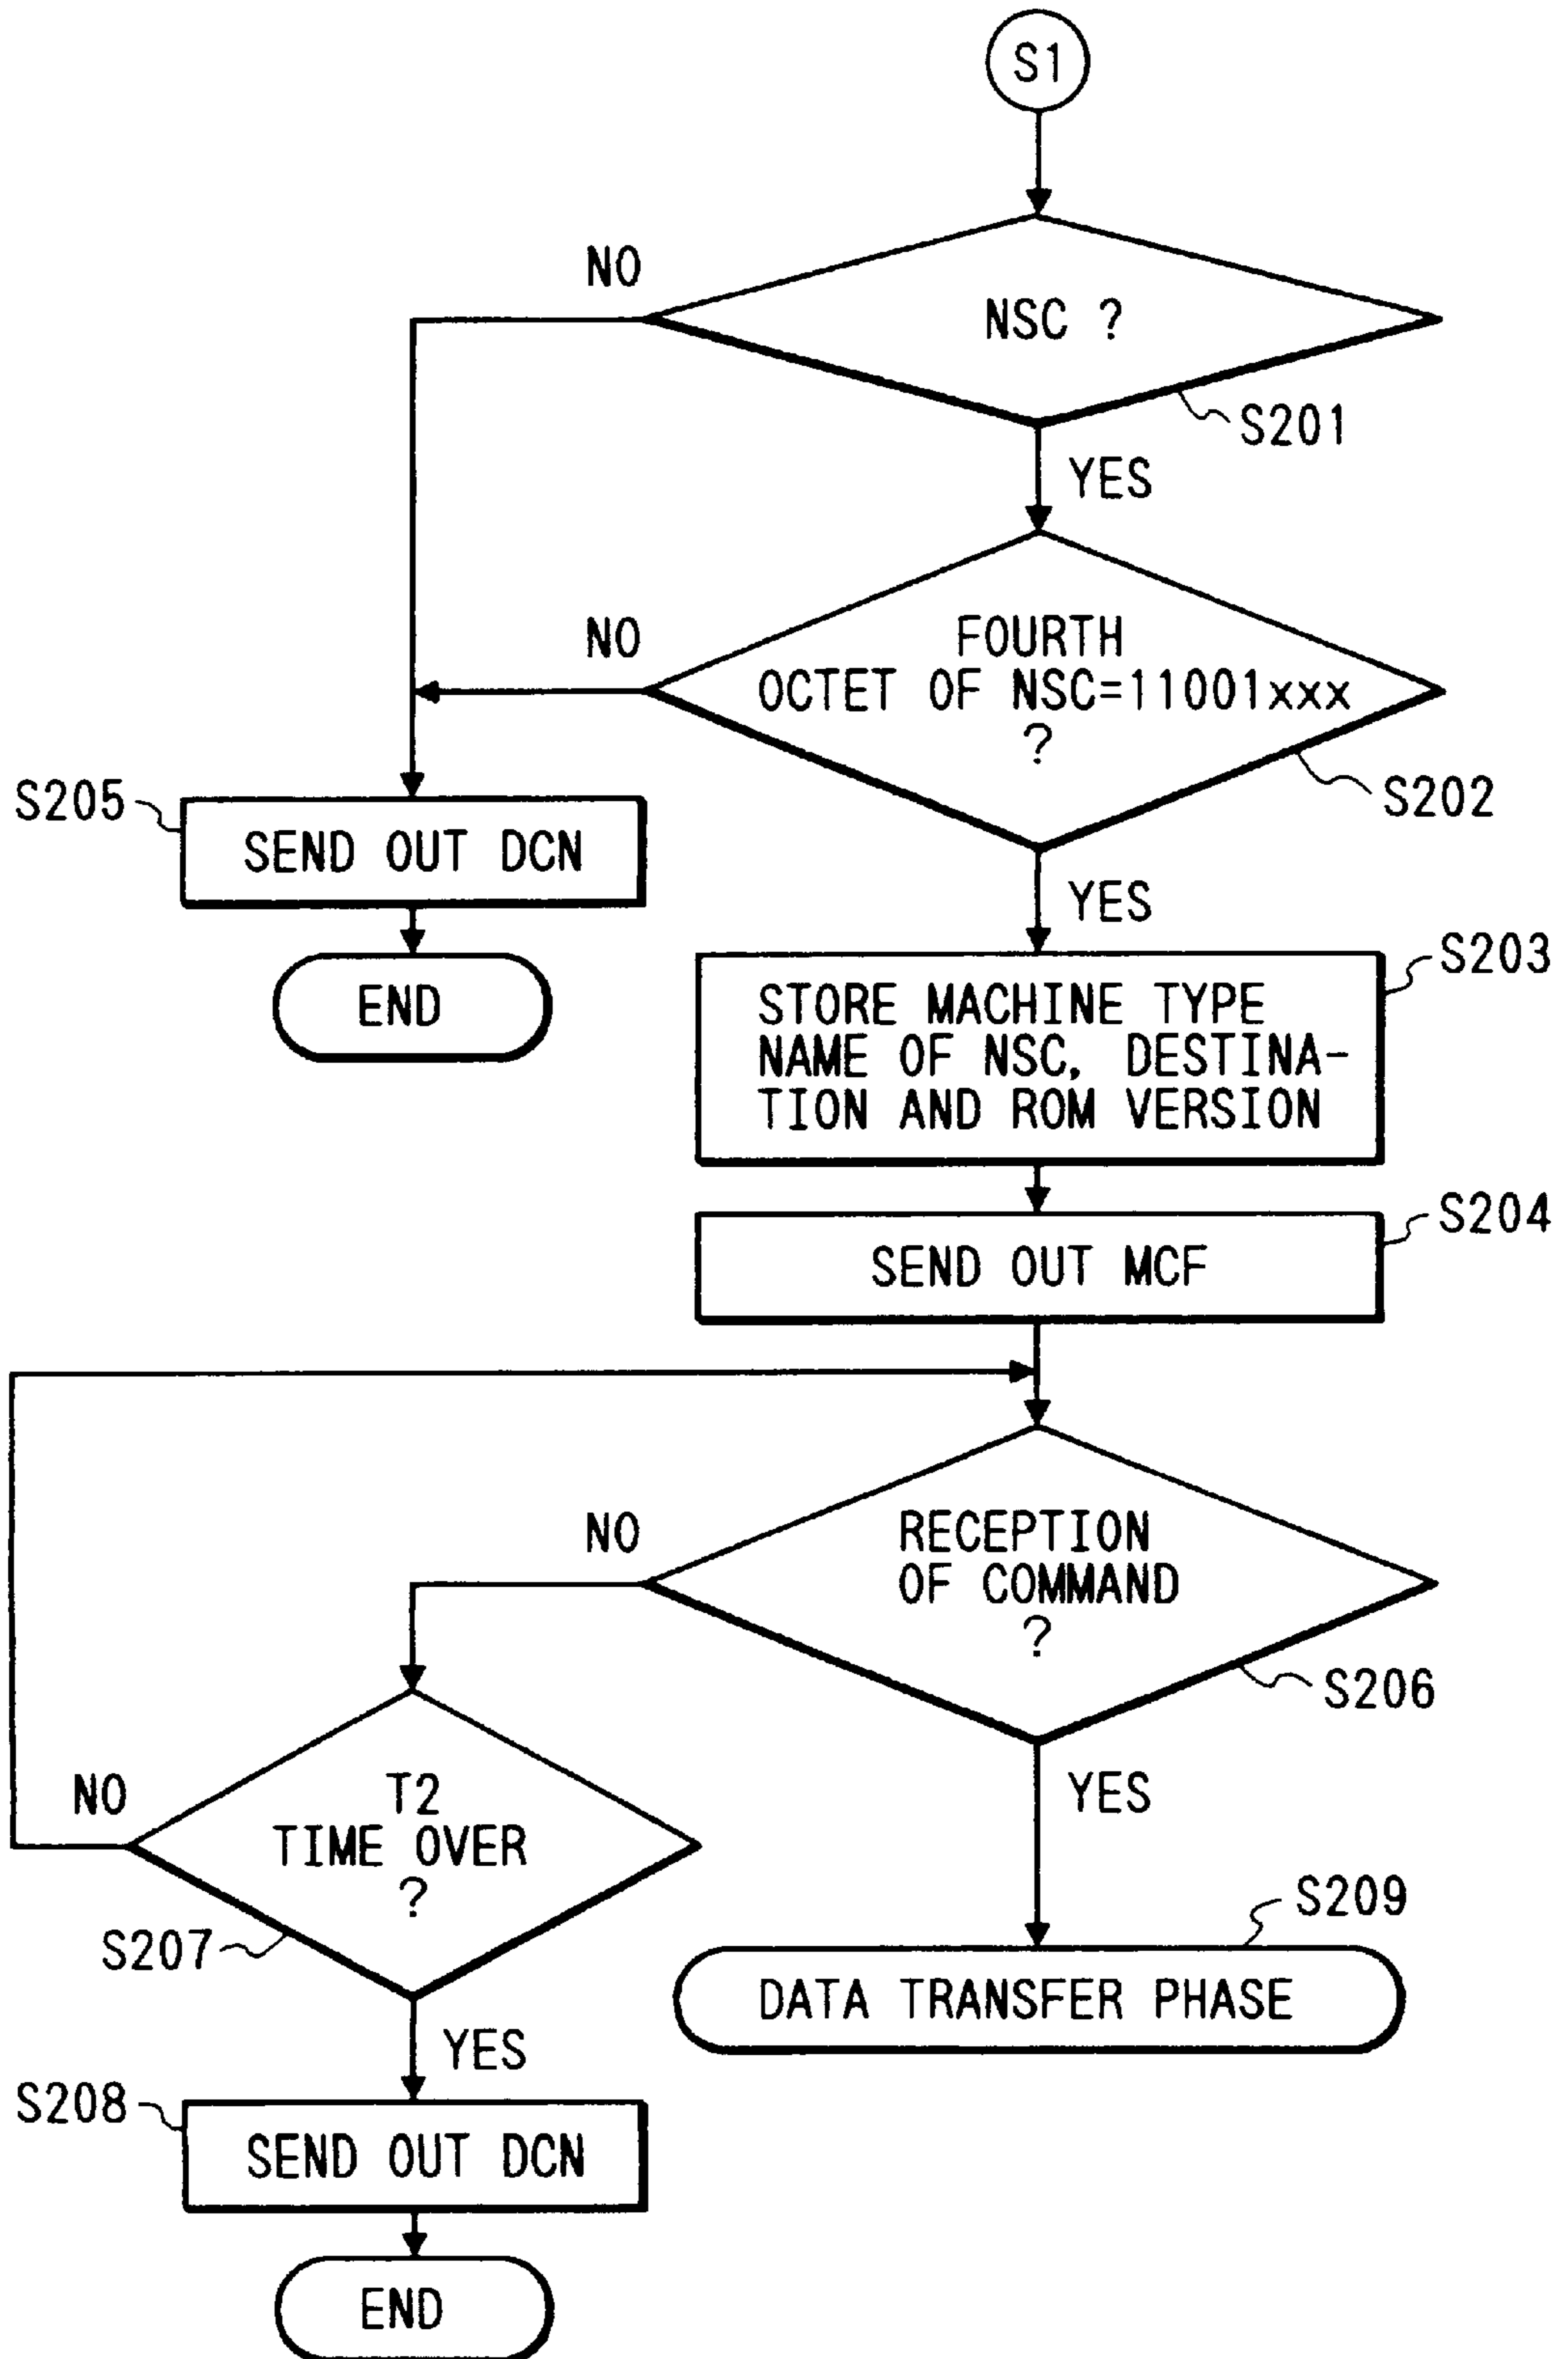 S1
NO
NSC ?
S201
YES
NO
FOURTH
OCTET OF NSC=11001xxx
?
S202
S205
SEND OUT DCN
YES
END
S203
STORE MACHINE TYPE
NAME OF NSC, DESTINA-
TION AND ROM VERSION
S204
SEND OUT MCF
NO
RECEPTION
OF COMMAND
?
S206
YES
NO
T2
TIME OVER
?
S207
S209
DATA TRANSFER PHASE
YES
S208
SEND OUT DCN
END